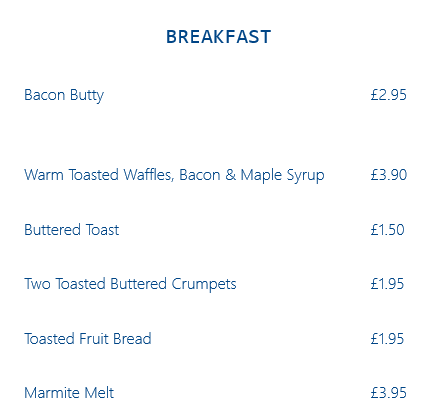 BREAKFAST
Bacon Butty £2.95
Warm Toasted Waffles, Bacon & Maple Syrup £3.90
Buttered Toast £1.50
Two Toasted Buttered Crumpets £1.95
Toasted Fruit Bread £1.95
Marmite Melt £3.95